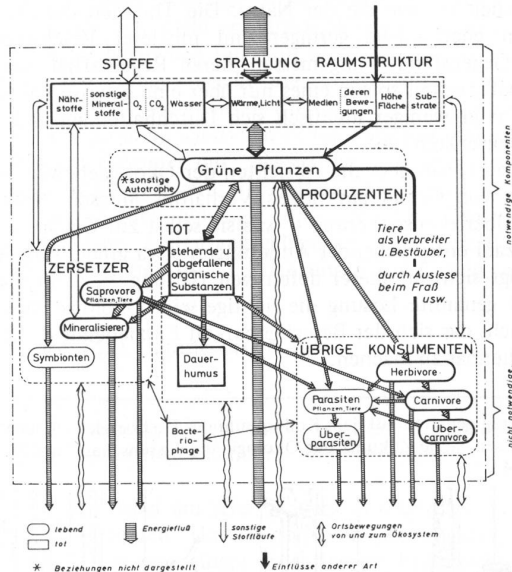 STOFFE STRAHLUNG RAUMSTRUKTUR
Nähr-
stoffe
sonstige
Mineral-
stoffe
O2
CO2
Wasser
Wärme, Licht
Medien
deren
Bewe-
gungen
Höhe
Fläche
Sub-
strate
Grüne Pflanzen
* sonstige
Autotrophe
PRODUZENTEN
notwendige Komponenten
TOT
stehende u.
abgefallene
organische
Substanzen
Tiere
als Verbreiter
u. Bestäuber,
durch Auslese
beim Fraß
usw.
ZERSETZER
Saprovore
Pflanzen, Tiere
Mineralisierer
Symbionten
Dauer-
humus
ÜBRIGE KONSUMENTEN
Herbivore
Parasiten
Pflanzen, Tiere
Carnivore
Über-
parasiten
Über-
carnivore
Bacte-
rio-
phage
nicht notwendige
lebend
tot
Energiefluß
sonstige
Stoffläufe
Ortsbewegungen
von und zum Ökosystem
* Beziehungen nicht dargestellt
Einflüsse anderer Art